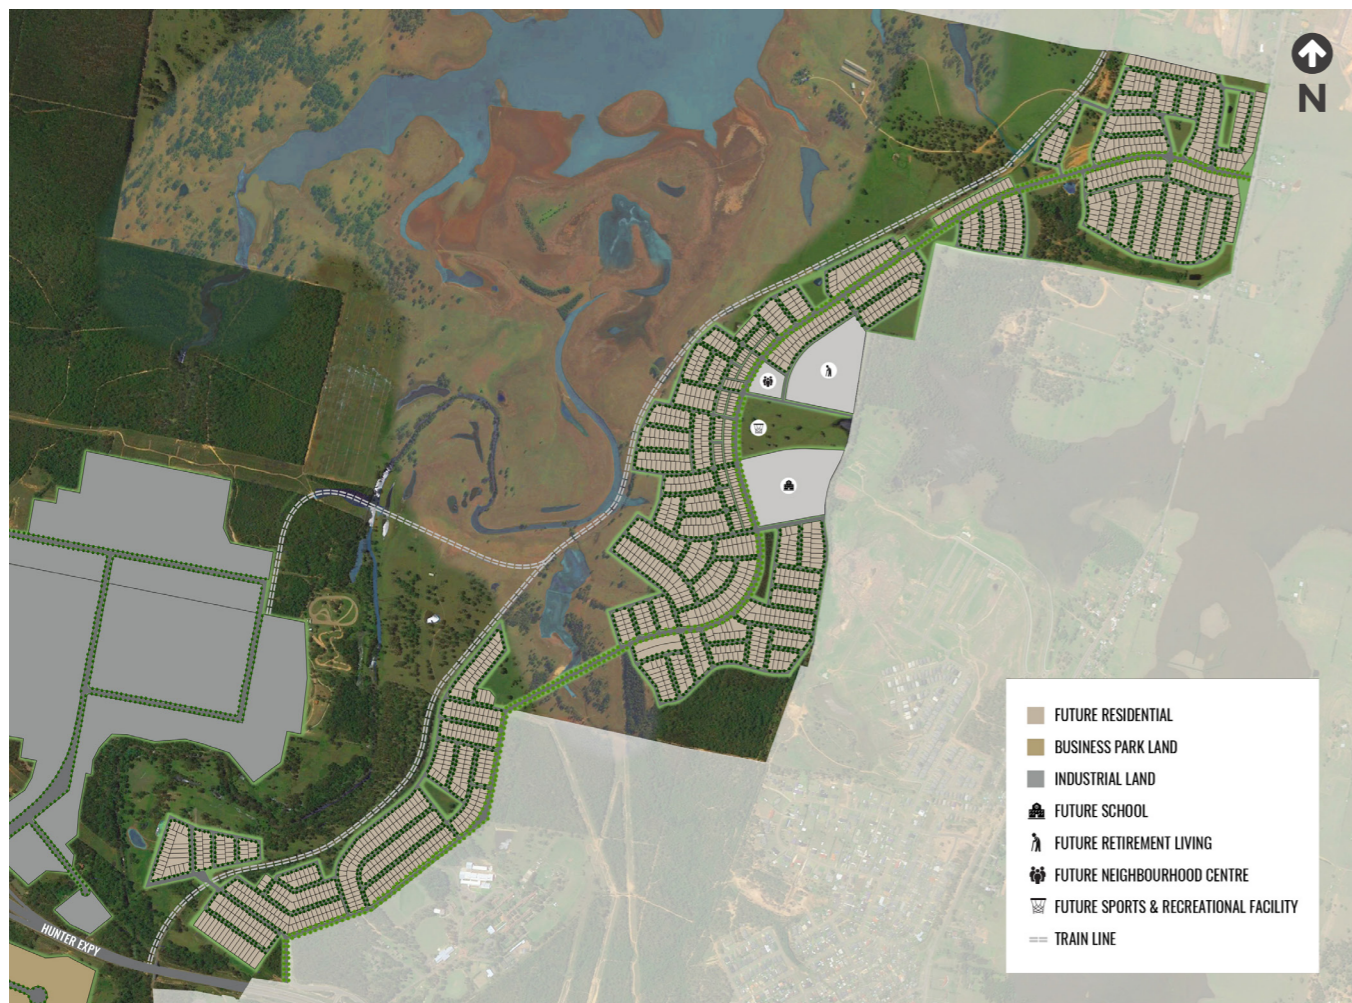 N
FUTURE RESIDENTIAL
BUSINESS PARK LAND
INDUSTRIAL LAND
FUTURE SCHOOL
FUTURE RETIREMENT LIVING
FUTURE NEIGHBOURHOOD CENTRE
FUTURE SPORTS & RECREATIONAL FACILITY
TRAIN LINE
HUNTER EXPY